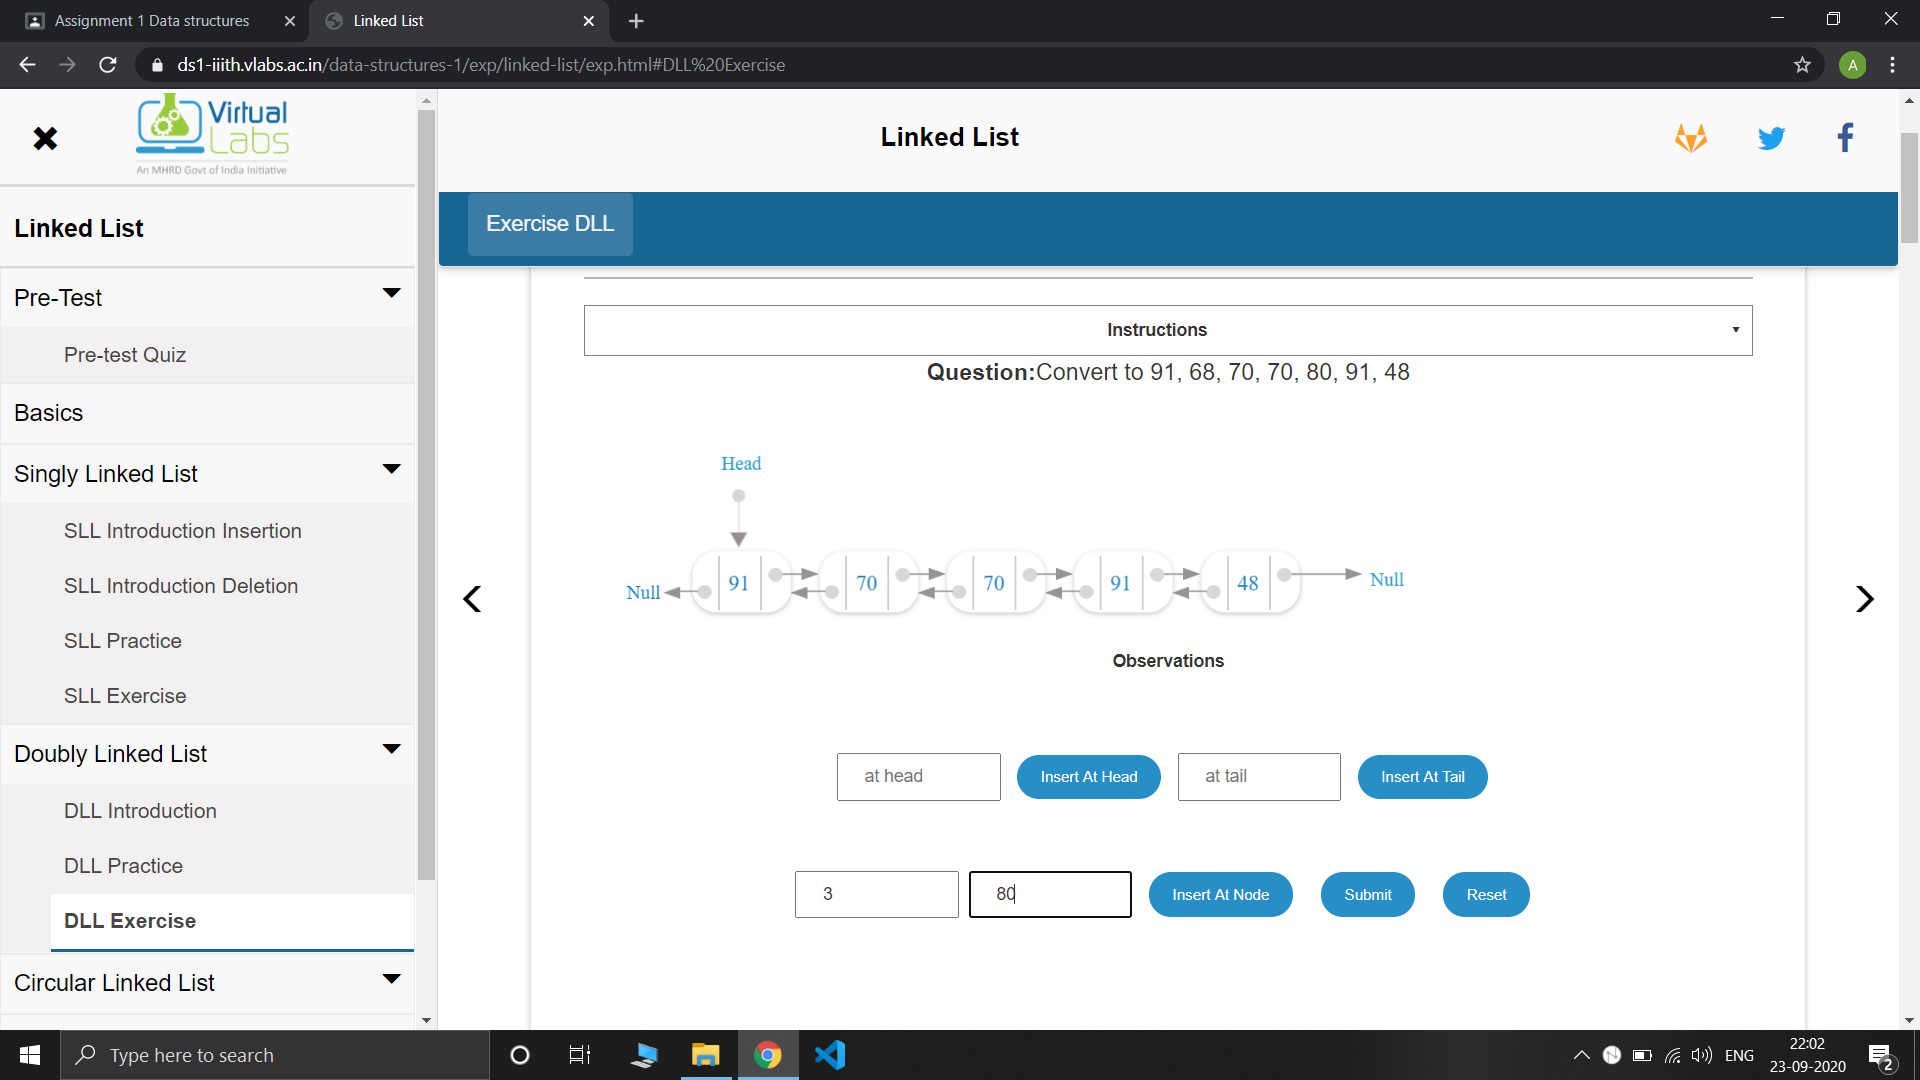 Assignment 1 Data structures
Linked List
ds1-iiith.vlabs.ac.in/data-structures-1/exp/linked-list/exp.html#DLL%20Exercise
A
Virtual
Labs
An MHRD Govt of India Initiative
Linked List
Linked List
Exercise DLL
Pre-Test
Pre-test Quiz
Basics
Singly Linked List
SLL Introduction Insertion
SLL Introduction Deletion
SLL Practice
SLL Exercise
Doubly Linked List
DLL Introduction
DLL Practice
DLL Exercise
Circular Linked List
Instructions
Question:Convert to 91, 68, 70, 70, 80, 91, 48
Head
Null 91 70 70 91 48 Null
Observations
at head Insert At Head at tail Insert At Tail
3 80 Insert At Node Submit Reset
Type here to search
ENG
22:02
23-09-2020
2